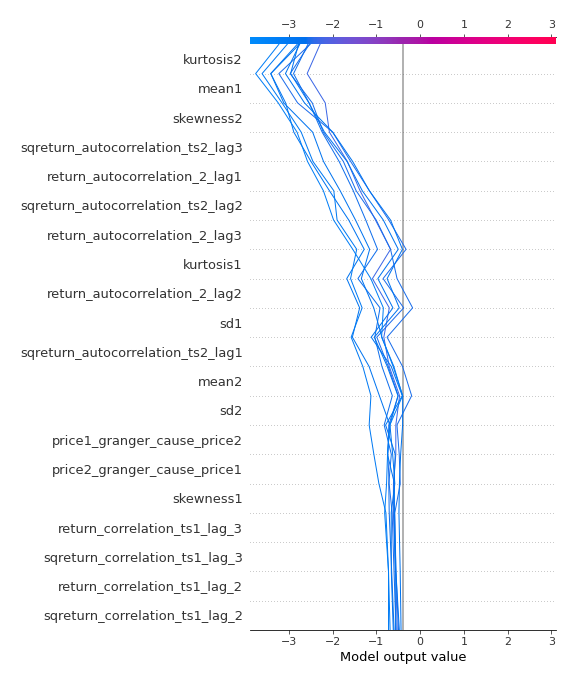 −3 −2 −1 0 1 2 3
kurtosis2
mean1
skewness2
sqreturn_autocorrelation_ts2_lag3
return_autocorrelation_2_lag1
sqreturn_autocorrelation_ts2_lag2
return_autocorrelation_2_lag3
kurtosis1
return_autocorrelation_2_lag2
sd1
sqreturn_autocorrelation_ts2_lag1
mean2
sd2
price1_granger_cause_price2
price2_granger_cause_price1
skewness1
return_correlation_ts1_lag_3
sqreturn_correlation_ts1_lag_3
return_correlation_ts1_lag_2
sqreturn_correlation_ts1_lag_2
−3 −2 −1 0 1 2 3
Model output value